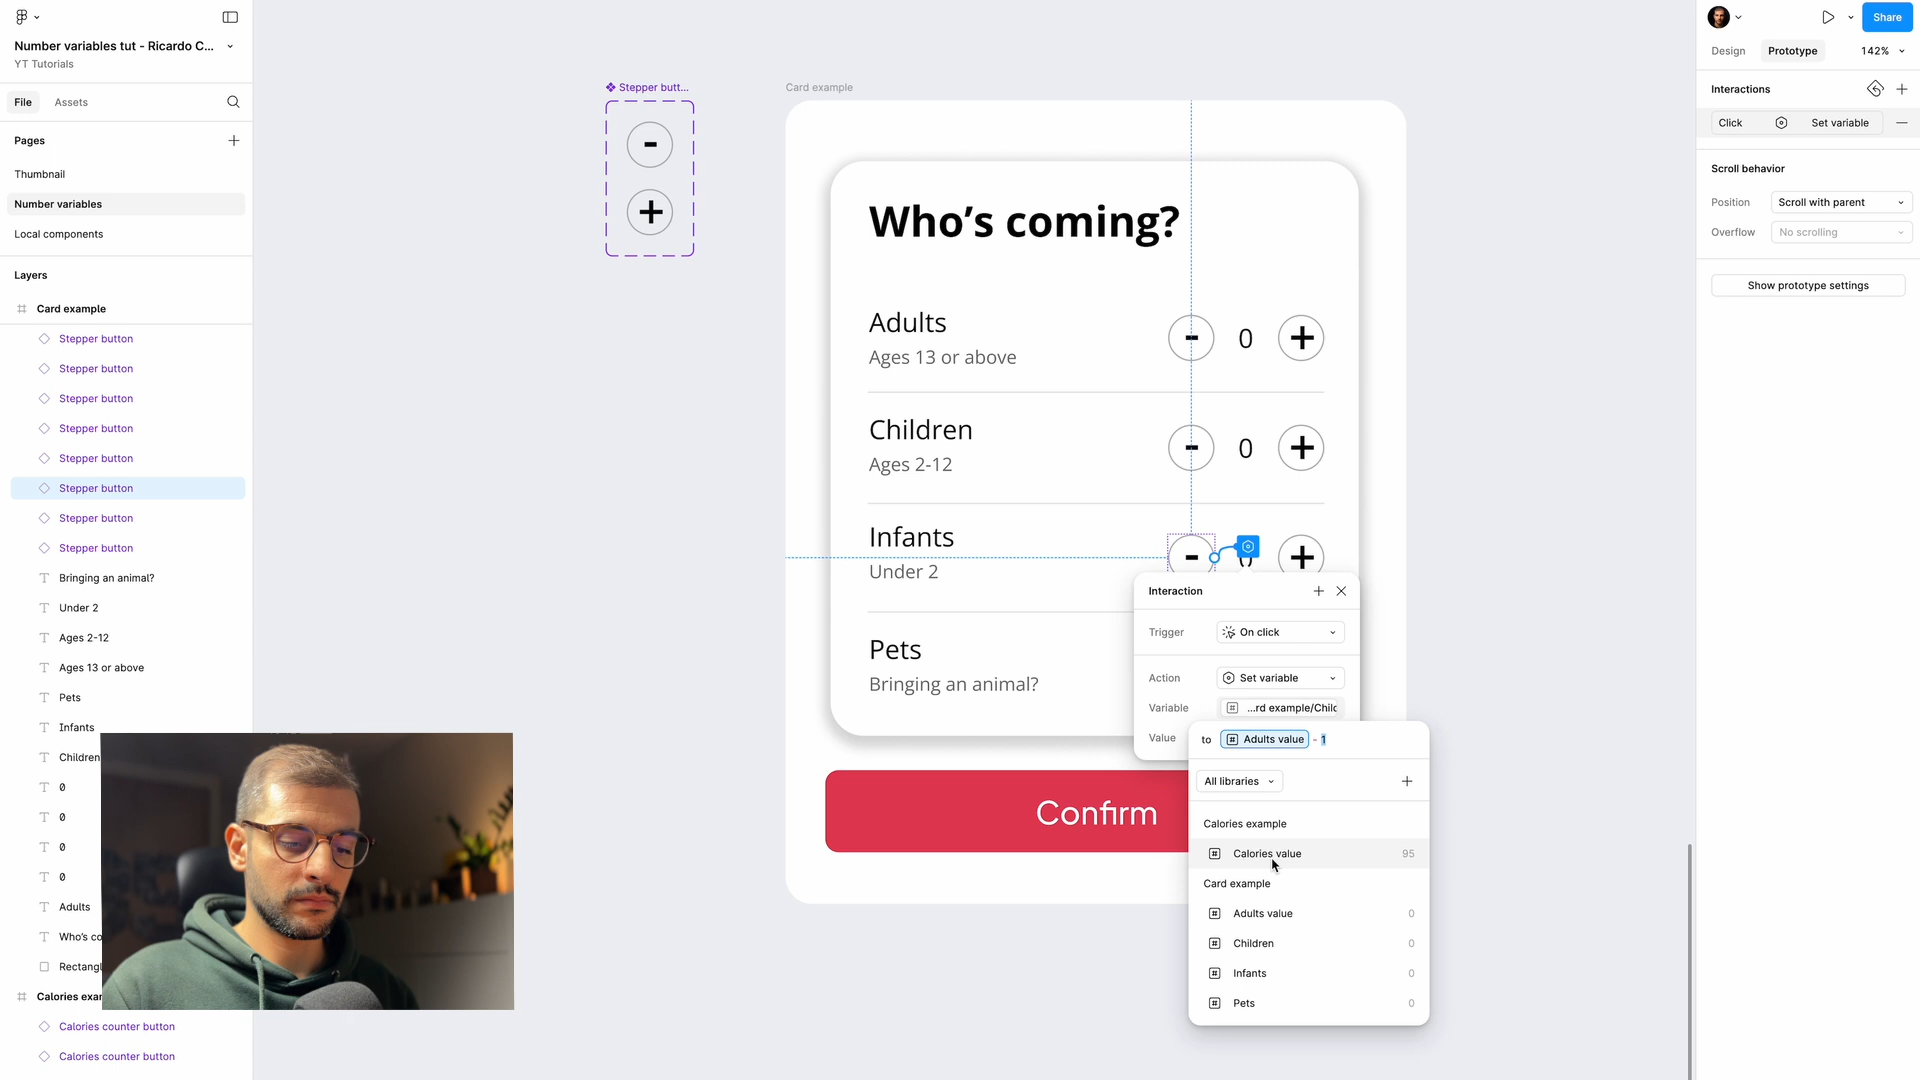 Number variables tut - Ricardo C...
YT Tutorials
File
Assets
Pages
Thumbnail
Number variables
Local components
Layers
Card example
Stepper button
Stepper button
Stepper button
Stepper button
Stepper button
Stepper button
Stepper button
Stepper button
Bringing an animal?
Under 2
Ages 2-12
Ages 13 or above
Pets
Infants
Children
0
0
0
0
Adults
Who's co
Rectang
Calories exar
Calories counter button
Calories counter button
Stepper butt...
-
+
Card example
Who's coming?
Adults
Ages 13 or above
- 0 +
Children
Ages 2-12
- 0 +
Infants
Under 2
- 0 +
Pets
Bringing an animal?
Confirm
Interaction
Trigger
On click
Action
Set variable
Variable
...rd example/Chil
Value
to Adults value - 1
All libraries
Calories example
Calories value 95
Card example
Adults value 0
Children 0
Infants 0
Pets 0
Share
Design
Prototype
142%
Interactions
Click
Set variable
Scroll behavior
Position
Scroll with parent
Overflow
No scrolling
Show prototype settings